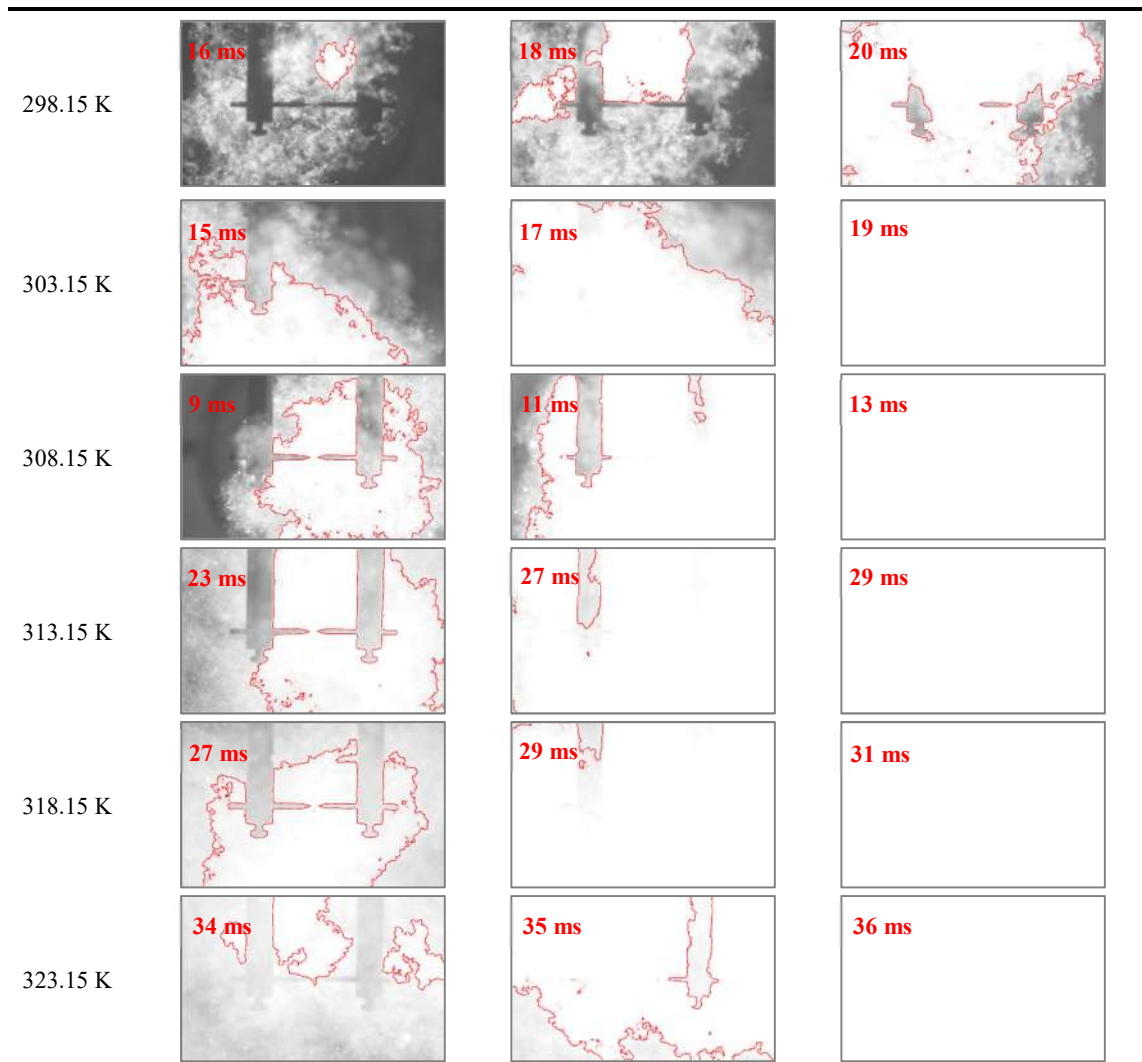 16 ms 18 ms 20 ms
298.15 K
15 ms 17 ms 19 ms
303.15 K
9 ms 11 ms 13 ms
308.15 K
23 ms 27 ms 29 ms
313.15 K
27 ms 29 ms 31 ms
318.15 K
34 ms 35 ms 36 ms
323.15 K